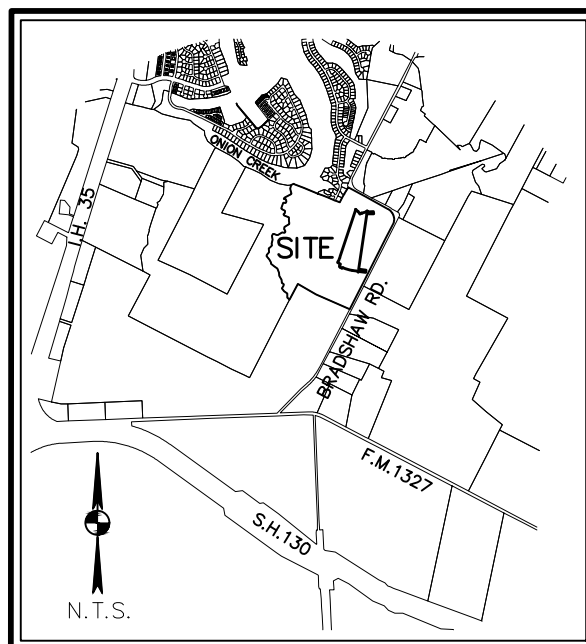 ONION CREEK
I.H. 35
SITE
BRADSHAW RD.
F.M.1327
S.H.130
N.T.S.